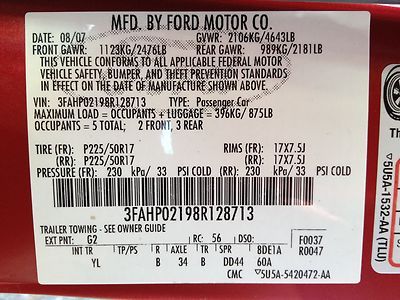 MFD. BY FORD MOTOR CO.
08/07 GVWR: 2106KG/4643LB
FRONT GAWR: 1123KG/2476LB REAR GAWR: 989KG/2181LB
THIS VEHICLE CONFORMS TO ALL APPLICABLE FEDERAL MOTOR
VEHICLE SAFETY, BUMPER, AND THEFT PREVENTION STANDARDS
IN EFFECT ON THE DATE OF MANUFACTURE SHOWN ABOVE.
VIN: 3FAHP02198R128713 TYPE: Passenger Car
MAXIMUM LOAD = OCCUPANTS + LUGGAGE = 396KG/875LB
OCCUPANTS = 5 TOTAL; 2 FRONT, 3 REAR
TIRE (FR): P225/50R17 RIMS (FR): 17X7.5J
(RR): P225/50R17 (RR): 17X7.5J
PRESSURE (FR) 230 kPa/ 33 PSI COLD (RR) 230 kPa/ 33 PSI COLD
3FAHP02198R128713
TRAILER TOWING - SEE OWNER GUIDE
EXT PNT: G2 RC: 56 DSO: F0037
INT TR TP/PS R AXLE TR SPR BDE1A R0047
YL B 34 B DD44 60A
CMC 5U5A-5420472-AA
Th
5U5A-1532-AA (TLU)